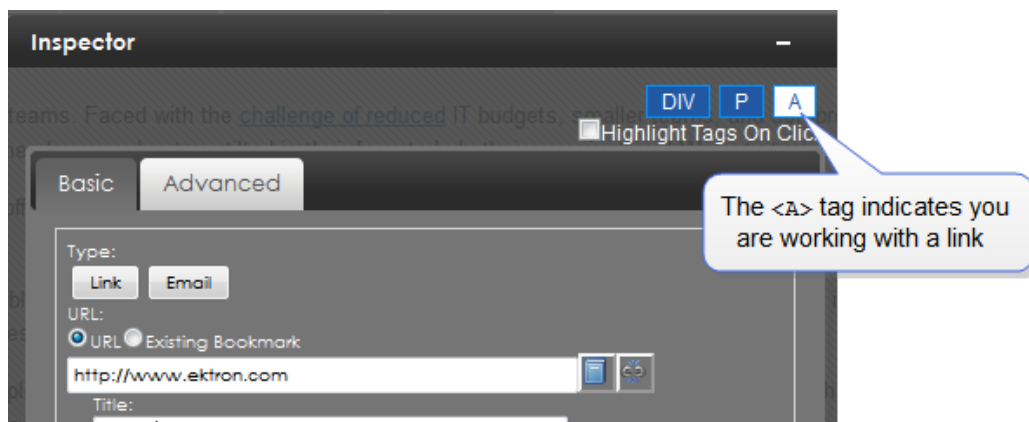 Inspector
DIV P A
teams. Faced with the challenge of reduced IT budgets, smaller
Highlight Tags On Clic
Basic Advanced
The <A> tag indicates you
are working with a link
Type:
Link Email
URL:
URL Existing Bookmark
http://www.ektron.com
Title: